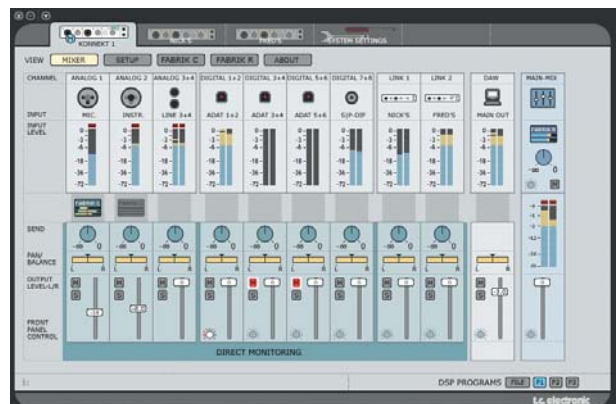 KONNEKT 1
NICK'S
FRED'S
SYSTEM SETTINGS
VIEW MIXER SETUP FABRIK C FABRIK R ABOUT
CHANNEL ANALOG 1 ANALOG 2 ANALOG 3+4 DIGITAL 1+2 DIGITAL 3+4 DIGITAL 5+6 DIGITAL 7+8 LINK 1 LINK 2 DAW MAIN-MIX
INPUT MIC. INSTR. LINE 3+4 ADAT 1+2 ADAT 3+4 ADAT 5+6 S|P-DIF NICK'S FRED'S MAIN OUT
INPUT LEVEL
FABRIK R
FABRIK C
SEND
PAN/
BALANCE
OUTPUT
LEVEL-L/R
FRONT
PANEL
CONTROL
DIRECT MONITORING
DSP PROGRAMS FILE P1 P2 P3
t.c. electronic